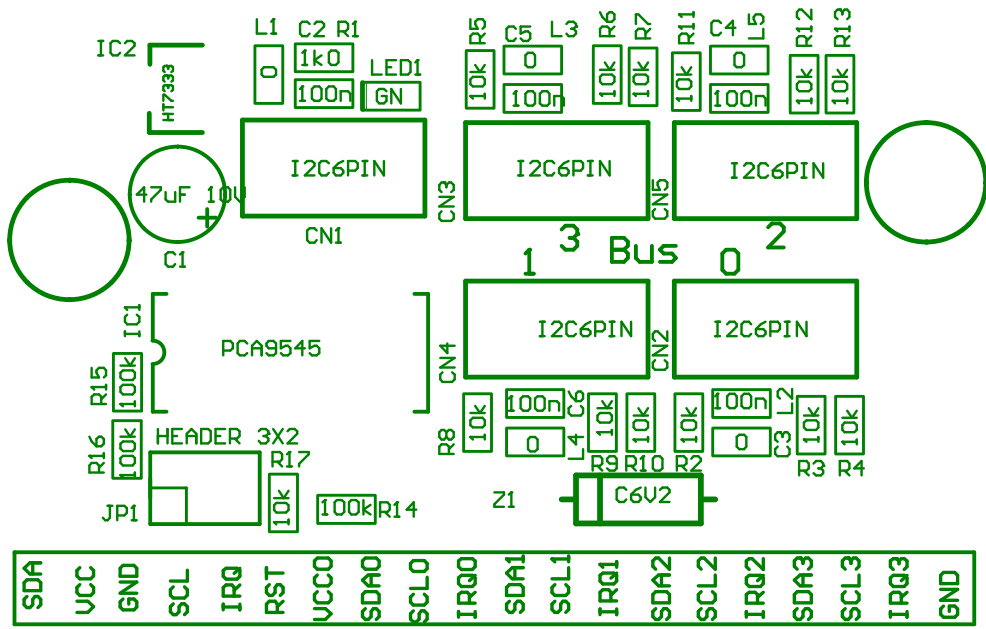 IC2
HT7333
L1
C2
R1
1k0
0
100n
LED1
GN
R5
10k
C5
0
100n
L3
R6
10k
R7
10k
R11
10k
C4
0
100n
L5
R12
10k
R13
10k
47uF 10V
+
C1
I2C6PIN
CN1
CN3
I2C6PIN
CN5
I2C6PIN
1
3
Bus
0
2
IC1
PCA9545
CN4
I2C6PIN
CN2
I2C6PIN
R15
100k
R16
100k
HEADER 3X2
JP1
R17
10k
100k
R14
R8
10k
100n
C6
0
L4
10k
R9
10k
R10
10k
R2
100n
L2
0
C3
10k
R3
10k
R4
Z1
C6V2
SDA
VCC
GND
SCL
IRQ
RST
VCC0
SDA0
SCL0
IRQ0
SDA1
SCL1
IRQ1
SDA2
SCL2
IRQ2
SDA3
SCL3
IRQ3
GND